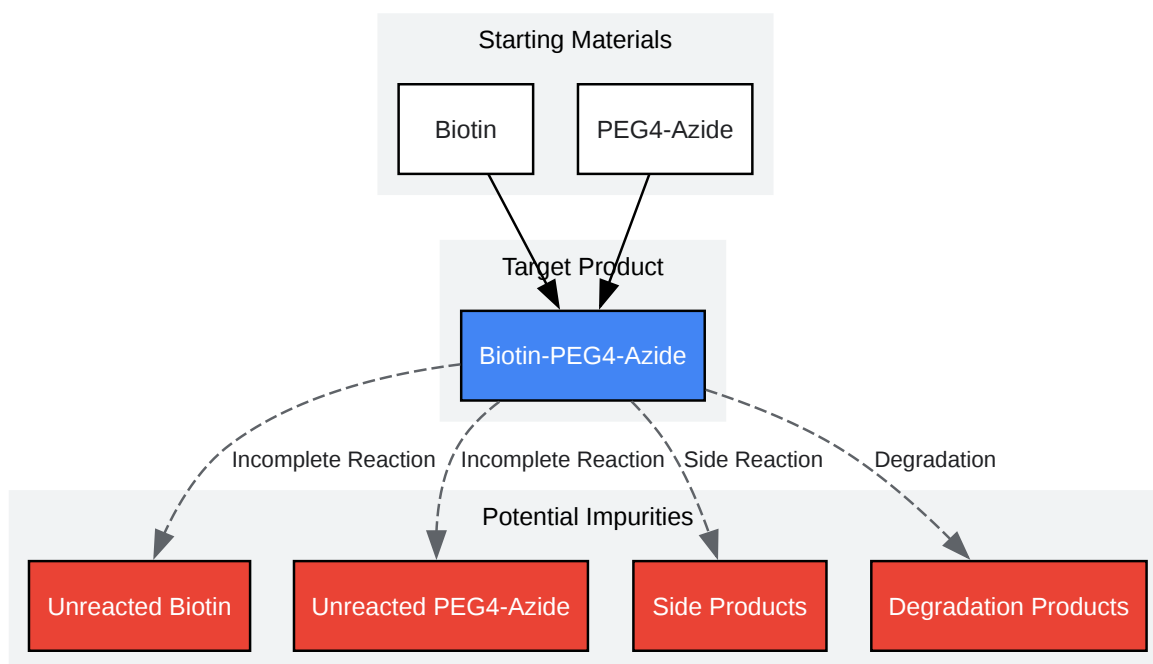 Starting Materials
Biotin
PEG4-Azide
Target Product
Biotin-PEG4-Azide
Incomplete Reaction
Incomplete Reaction
Side Reaction
Degradation
Potential Impurities
Unreacted Biotin
Unreacted PEG4-Azide
Side Products
Degradation Products